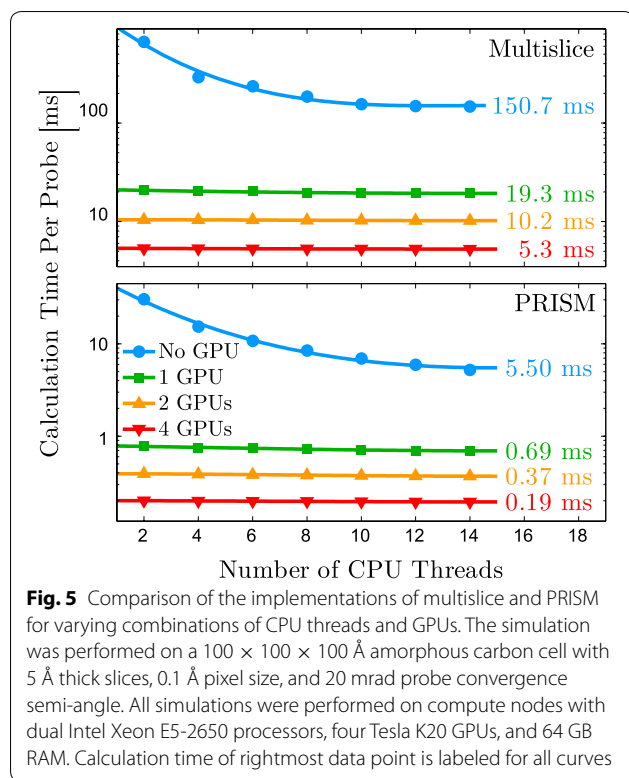 Multislice
Calculation Time Per Probe [ms]
100
10
150.7 ms
19.3 ms
10.2 ms
5.3 ms
PRISM
10
1
No GPU
1 GPU
2 GPUs
4 GPUs
5.50 ms
0.69 ms
0.37 ms
0.19 ms
2 4 6 8 10 12 14 16 18
Number of CPU Threads
Fig. 5 Comparison of the implementations of multislice and PRISM
for varying combinations of CPU threads and GPUs. The simulation
was performed on a 100 × 100 × 100 Å amorphous carbon cell with
5 Å thick slices, 0.1 Å pixel size, and 20 mrad probe convergence
semi-angle. All simulations were performed on compute nodes with
dual Intel Xeon E5-2650 processors, four Tesla K20 GPUs, and 64 GB
RAM. Calculation time of rightmost data point is labeled for all curves